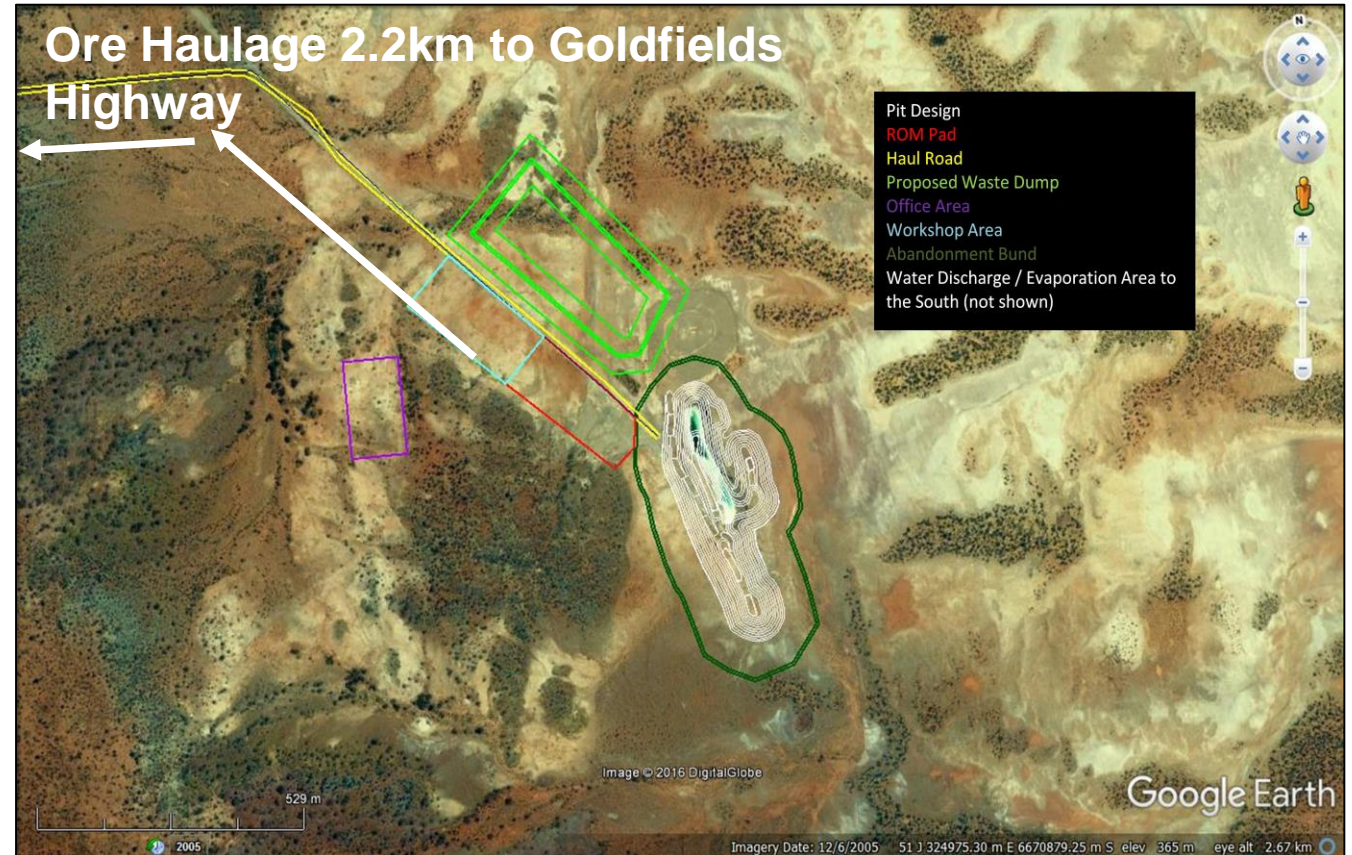 Ore Haulage 2.2km to Goldfields
Highway
N
Pit Design
ROM Pad
Haul Road
Proposed Waste Dump
Office Area
Workshop Area
Abandonment Bund
Water Discharge / Evaporation Area to
the South (not shown)
Image © 2016 DigitalGlobe
Google Earth
529 m
2005
Imagery Date: 12/6/2005 51 J 324975.30 m E 6670879.25 m S elev 365 m eye alt 2.67 km